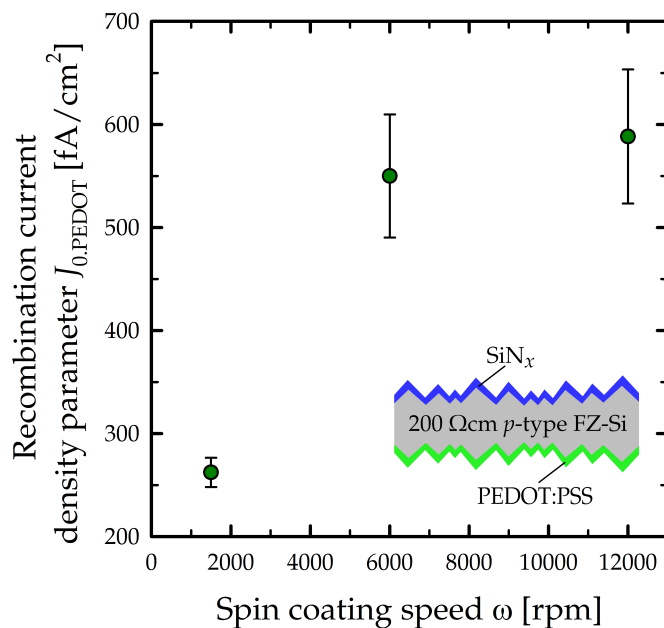 Recombination current
density parameter J0.PEDOT [fA/cm²]
700
600
500
400
300
200
SiNx
200 Ωcm p-type FZ-Si
PEDOT:PSS
0 2000 4000 6000 8000 10000 12000
Spin coating speed ω [rpm]